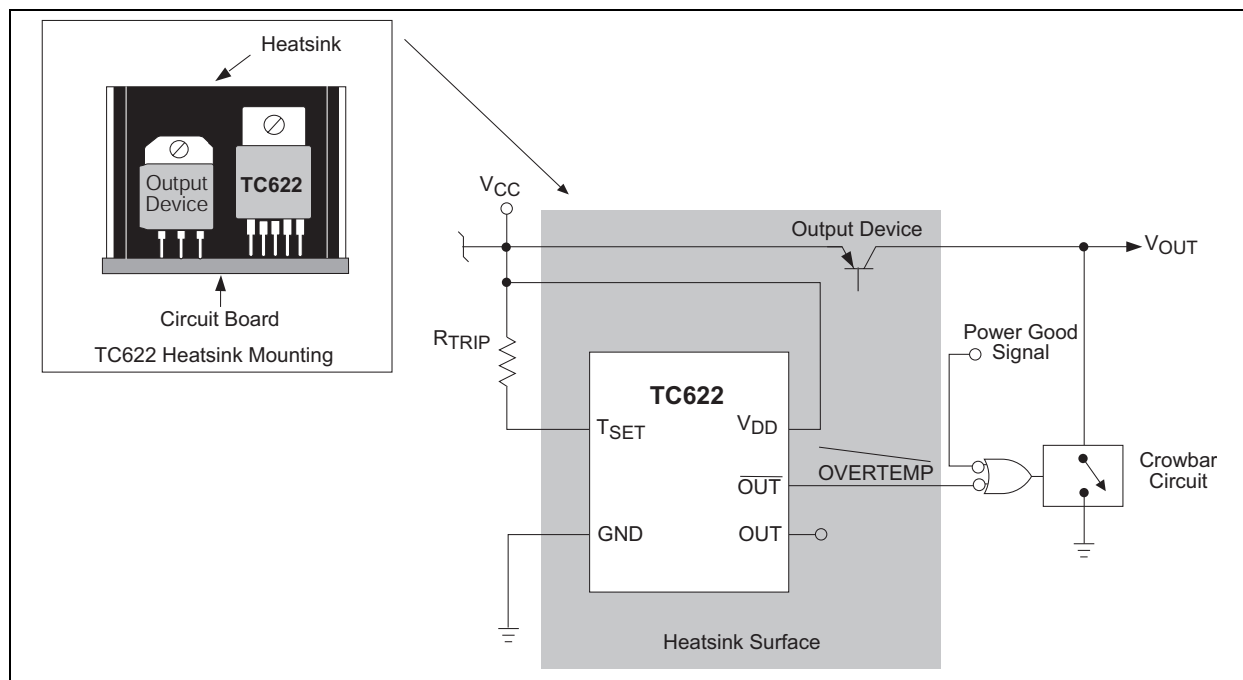 Heatsink
Output
Device
TC622
Circuit Board
TC622 Heatsink Mounting
VCC
Output Device
VOUT
RTRIP
Power Good
Signal
TC622
TSET
VDD
OVERTEMP
OUT
GND
OUT
Crowbar
Circuit
Heatsink Surface